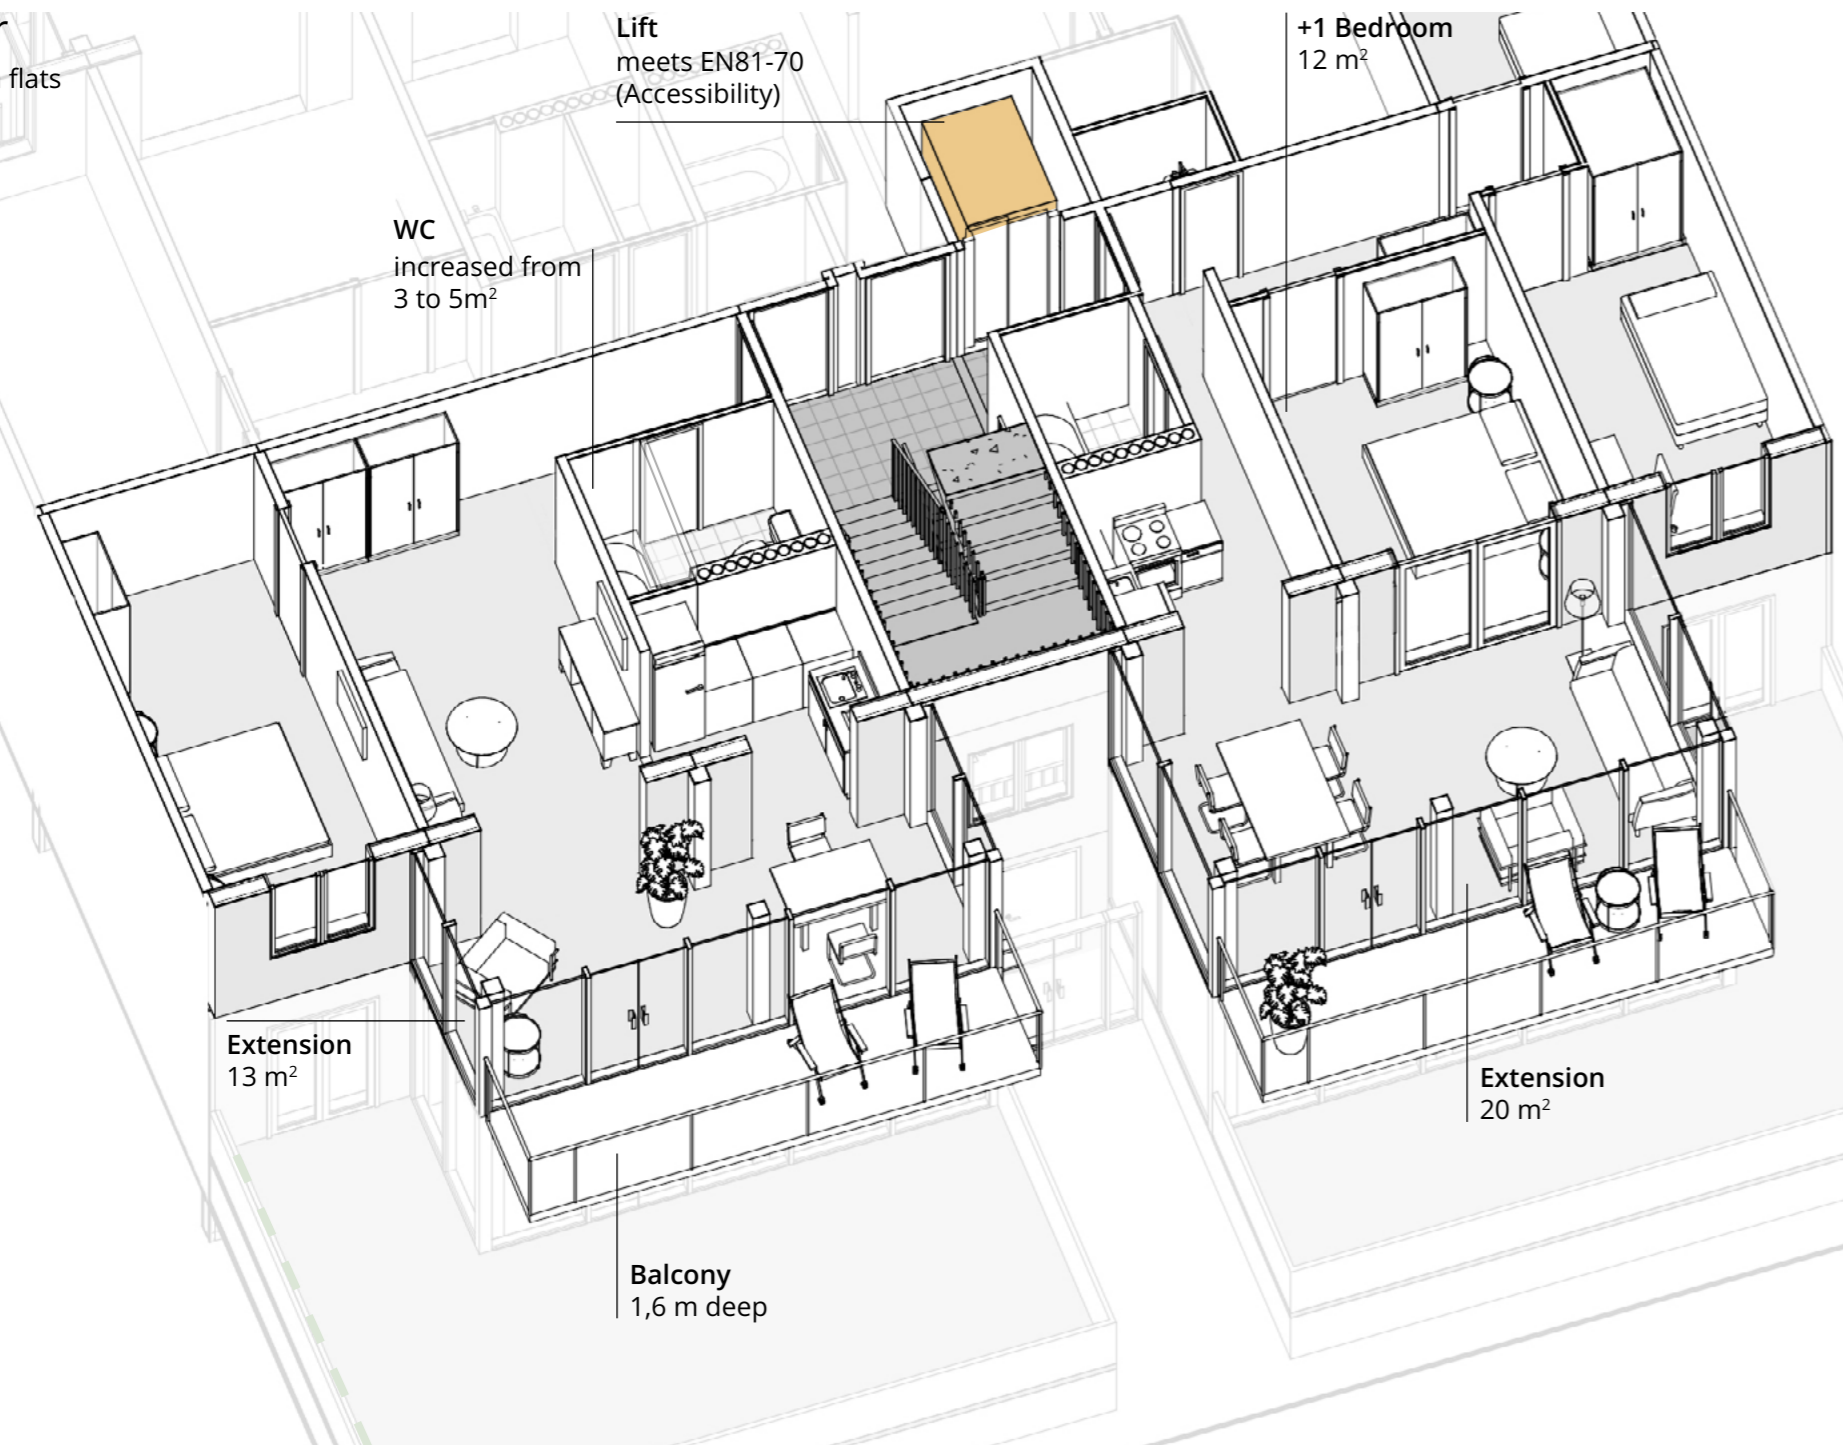 flats
Lift
meets EN81-70
(Accessibility)
+1 Bedroom
12 m²
WC
increased from
3 to 5m²
Extension
13 m²
Extension
20 m²
Balcony
1,6 m deep